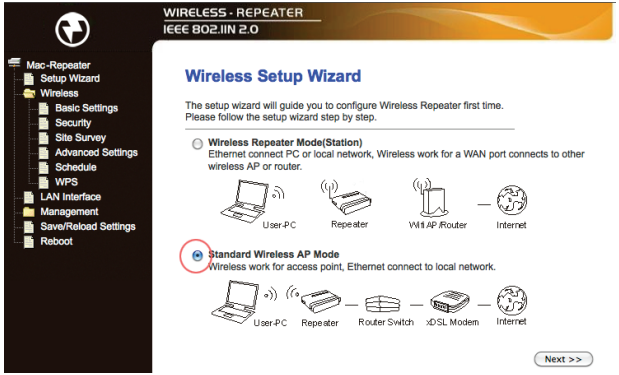 WIRELESS - REPEATER
IEEE 802.IIN 2.0
Mac-Repeater
Setup Wizard
Wireless
Basic Settings
Security
Site Survey
Advanced Settings
Schedule
WPS
LAN Interface
Management
Save/Reload Settings
Reboot
Wireless Setup Wizard
The setup wizard will guide you to configure Wireless Repeater first time.
Please follow the setup wizard step by step.
Wireless Repeater Mode(Station)
Ethernet connect PC or local network, Wireless work for a WAN port connects to other
wireless AP or router.
User-PC Repeater Wifi AP/Router Internet
Standard Wireless AP Mode
Wireless work for access point, Ethernet connect to local network.
User-PC Repeater Router Switch xDSL Modem Internet
Next >>